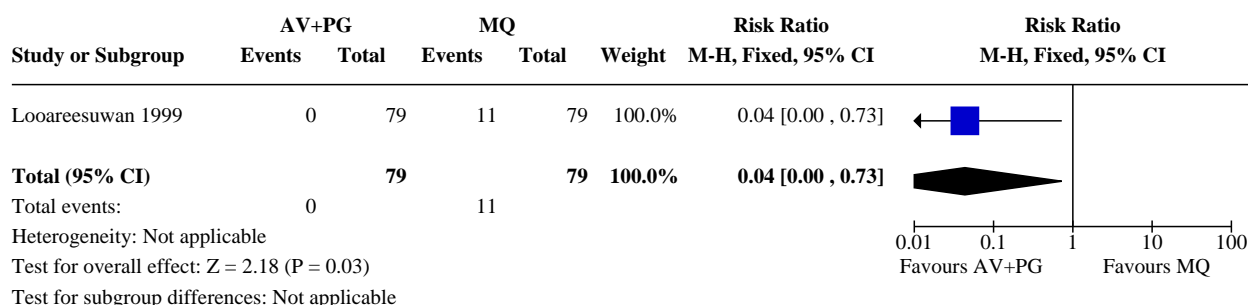 AV+PG MQ Risk Ratio Risk Ratio
Study or Subgroup Events Total Events Total Weight M-H, Fixed, 95% CI M-H, Fixed, 95% CI
Looareesuwan 1999 0 79 11 79 100.0% 0.04 [0.00 , 0.73]
Total (95% CI) 79 79 100.0% 0.04 [0.00 , 0.73]
Total events: 0 11
Heterogeneity: Not applicable
0.01 0.1 1 10 100
Test for overall effect: Z = 2.18 (P = 0.03) Favours AV+PG Favours MQ
Test for subgroup differences: Not applicable